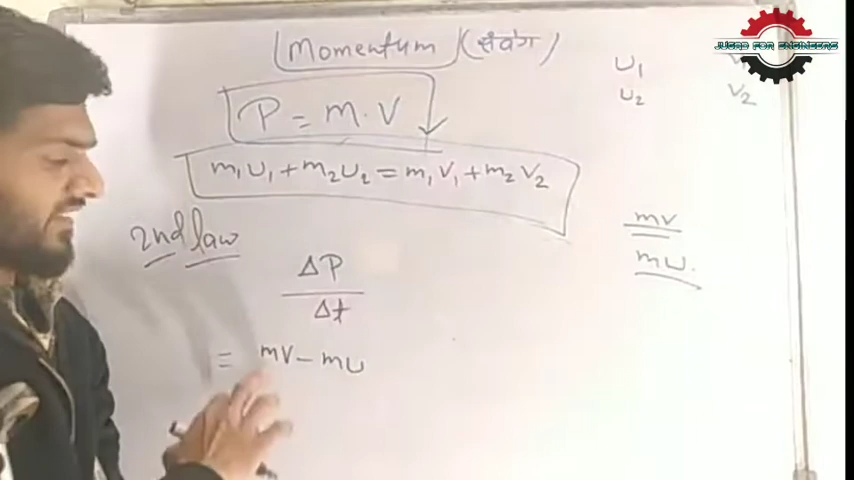 Momentum (संवेग)
P = m.V
m₁u₁ + m₂u₂ = m₁v₁ + m₂v₂
u₁
u₂
V₂
2nd law
ΔP
Δt
= mv - mu
mv
mu.
JUGAD FOR ENGINEERS